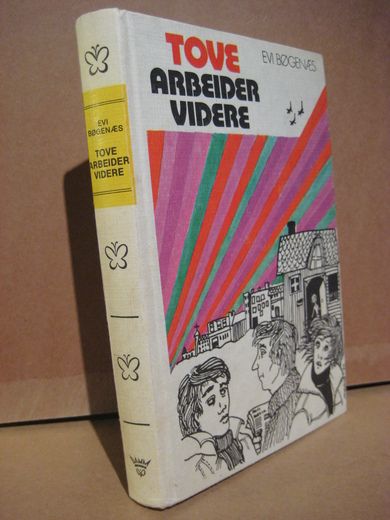 EVI
BØGENÆS
TOVE
ARBEIDER
VIDERE
TOVE
EVI BØGENÆS
ARBEIDER
VIDERE